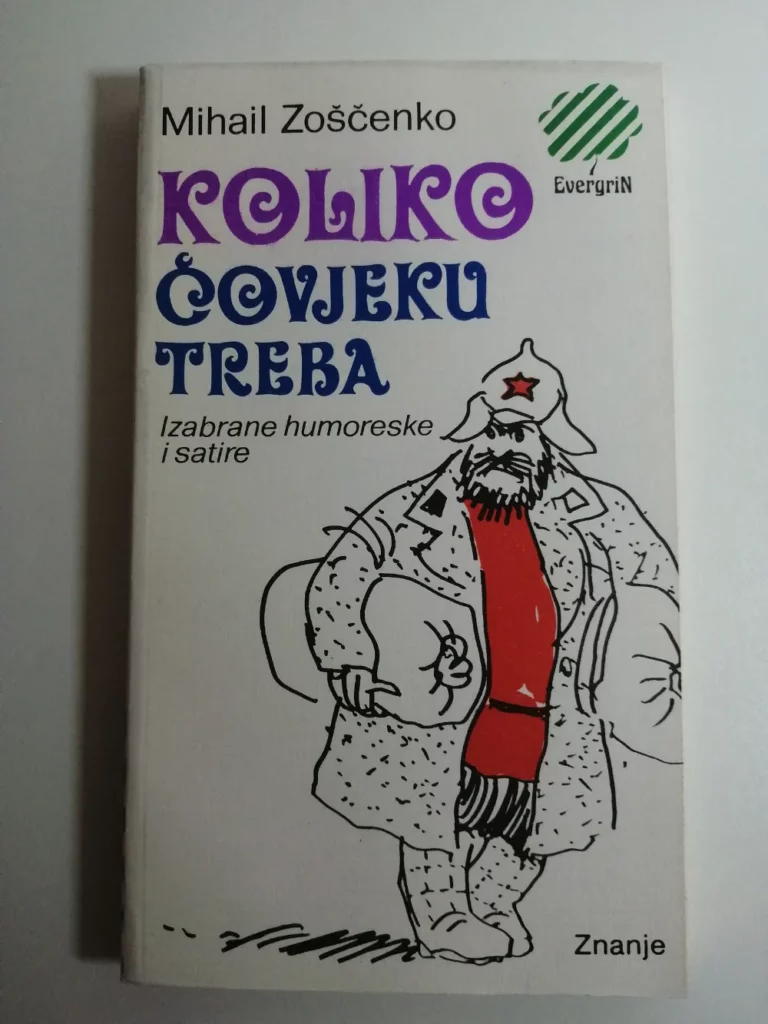 Mihail Zoščenko
EvergriN
KOLIKO
ČOVJEKU
TREBA
Izabrane humoreske
i satire
Znanje